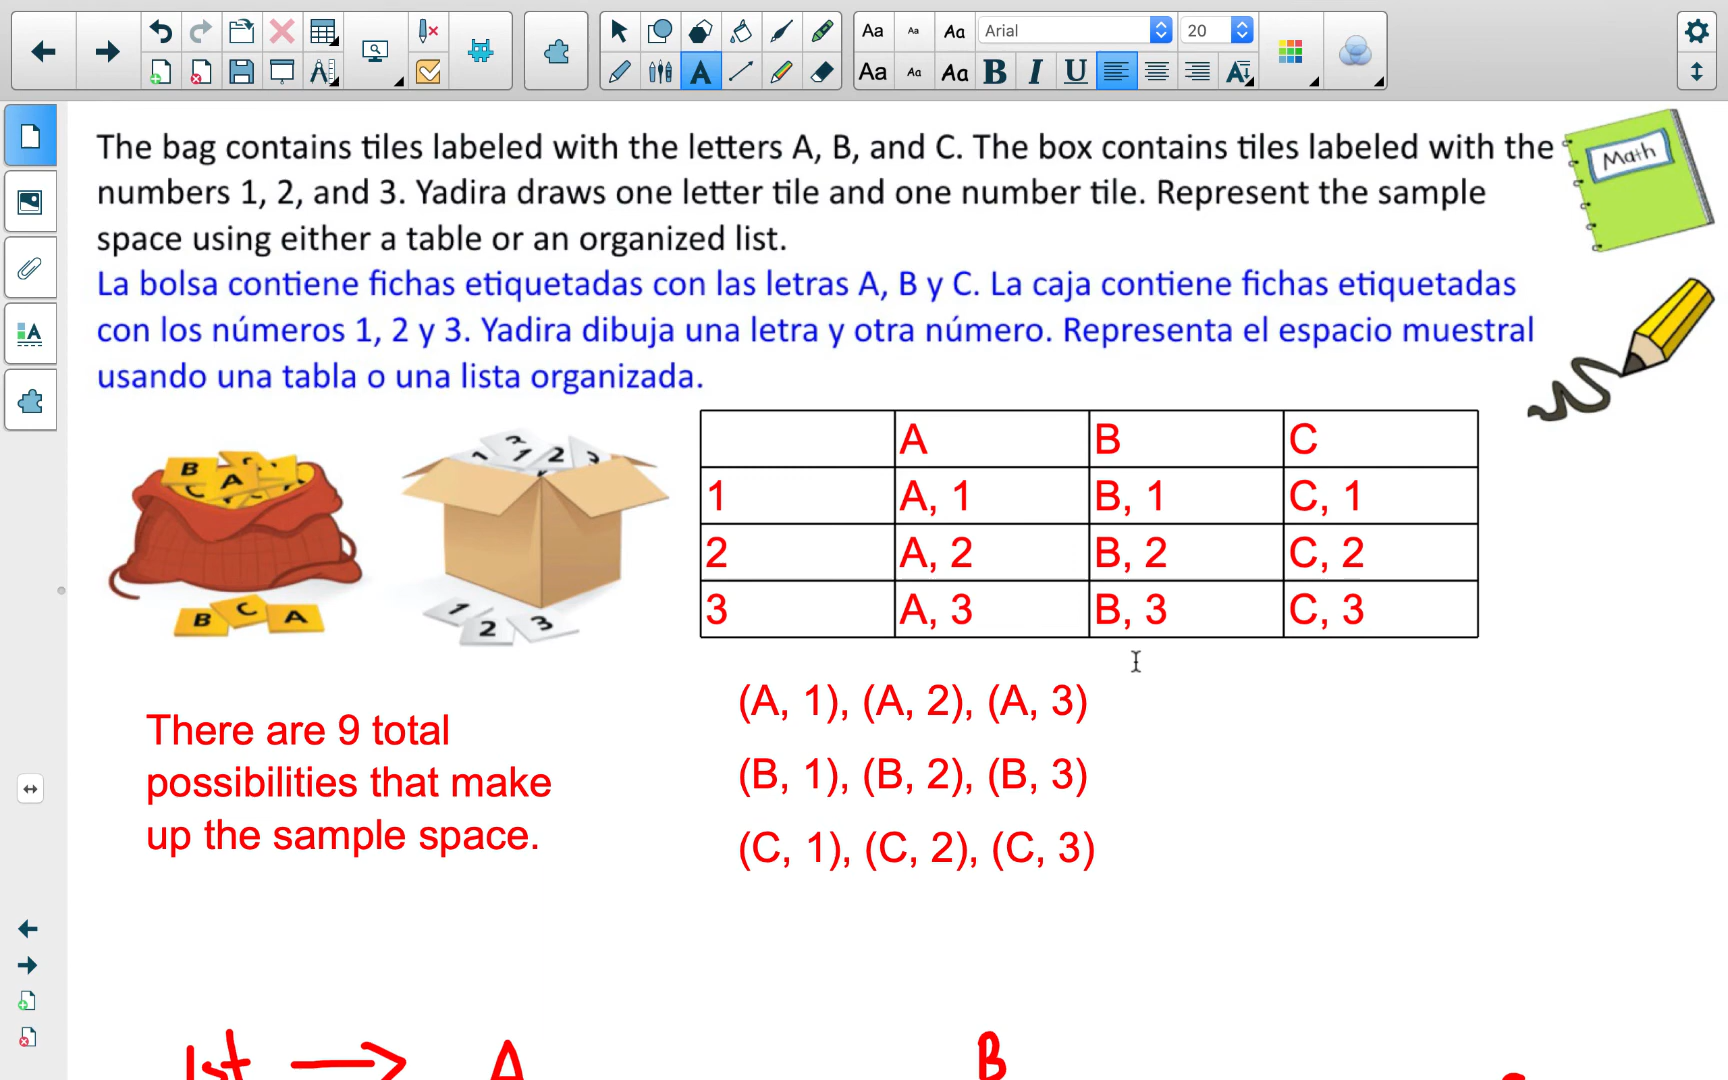 Aa Aa Aa Arial 20
A Aa Aa Aa B I U A
The bag contains tiles labeled with the letters A, B, and C. The box contains tiles labeled with the
numbers 1, 2, and 3. Yadira draws one letter tile and one number tile. Represent the sample
space using either a table or an organized list.
Math
La bolsa contiene fichas etiquetadas con las letras A, B y C. La caja contiene fichas etiquetadas
con los números 1, 2 y 3. Yadira dibuja una letra y otra número. Representa el espacio muestral
usando una tabla o una lista organizada.
A B C
1 A, 1 B, 1 C, 1
2 A, 2 B, 2 C, 2
3 A, 3 B, 3 C, 3
B A C
B C A
1 2
1 2 3
(A, 1), (A, 2), (A, 3)
(B, 1), (B, 2), (B, 3)
(C, 1), (C, 2), (C, 3)
There are 9 total
possibilities that make
up the sample space.
1st → A B